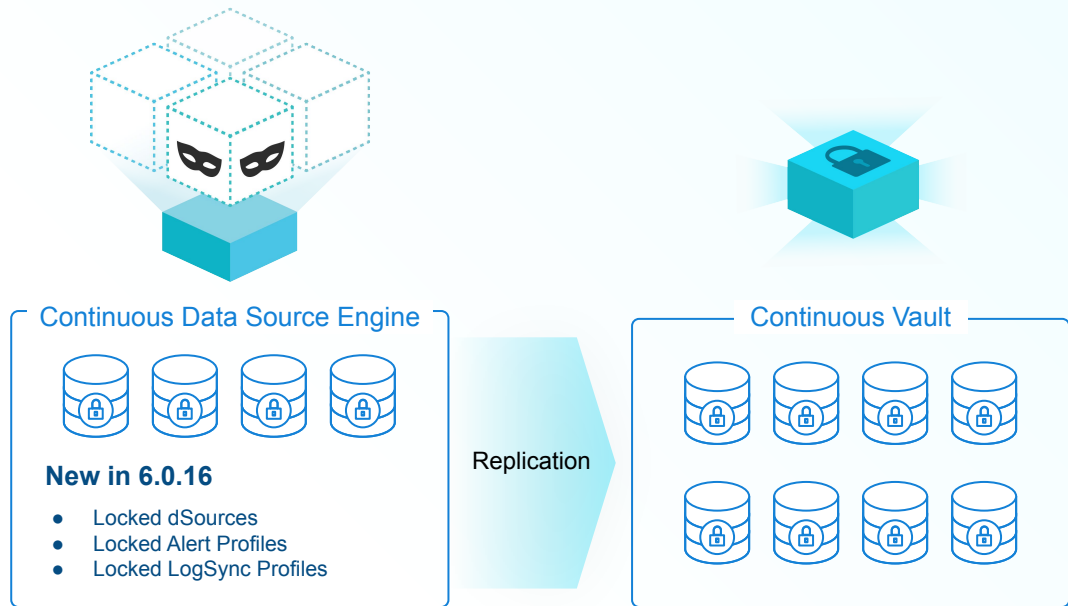 Continuous Data Source Engine
New in 6.0.16
● Locked dSources
● Locked Alert Profiles
● Locked LogSync Profiles
Replication
Continuous Vault